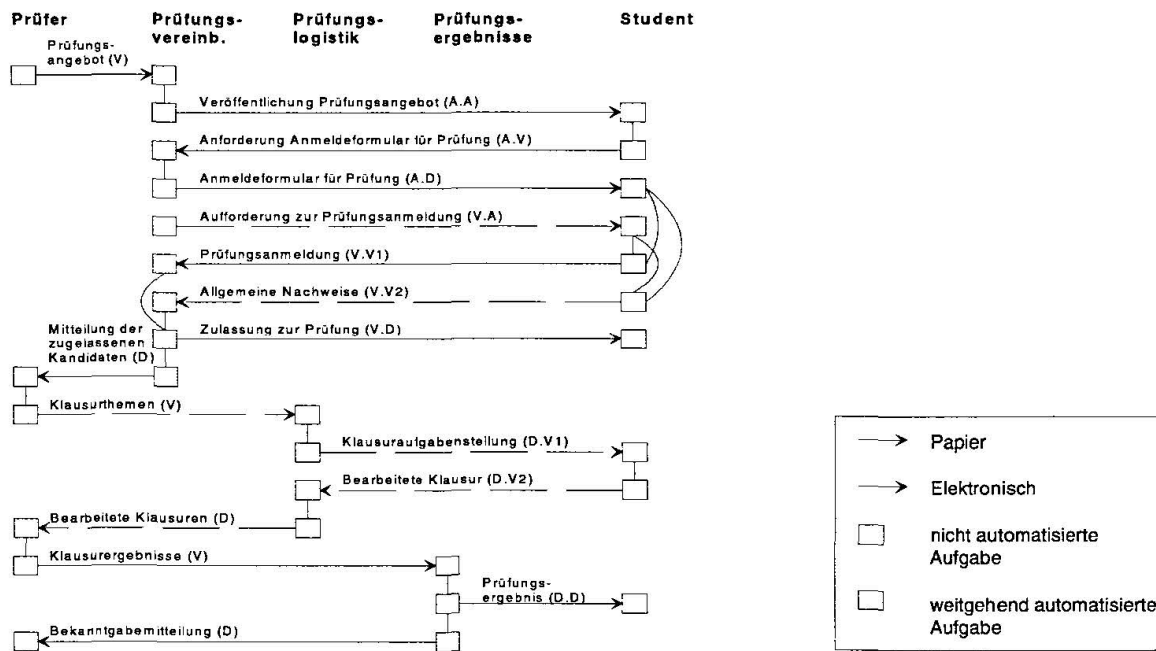 Prüfer
Prüfungs-
vereinb.
Prüfungs-
logistik
Prüfungs-
ergebnisse
Student
Prüfungs-
angebot (V)
Veröffentlichung Prüfungsangebot (A.A)
Anforderung Anmeldeformular für Prüfung (A.V)
Anmeldeformular für Prüfung (A.D)
Aufforderung zur Prüfungsanmeldung (V.A)
Prüfungsanmeldung (V.V1)
Allgemeine Nachweise (V.V2)
Zulassung zur Prüfung (V.D)
Mitteilung der
zugelassenen
Kandidaten (D)
Klausurthemen (V)
Klausuraufgabenstellung (D.V1)
Bearbeitete Klausur (D.V2)
Bearbeitete Klausuren (D)
Klausurergebnisse (V)
Prüfungs-
ergebnis (D.D)
Bekanntgabemitteilung (D)
Papier
Elektronisch
nicht automatisierte
Aufgabe
weitgehend automatisierte
Aufgabe